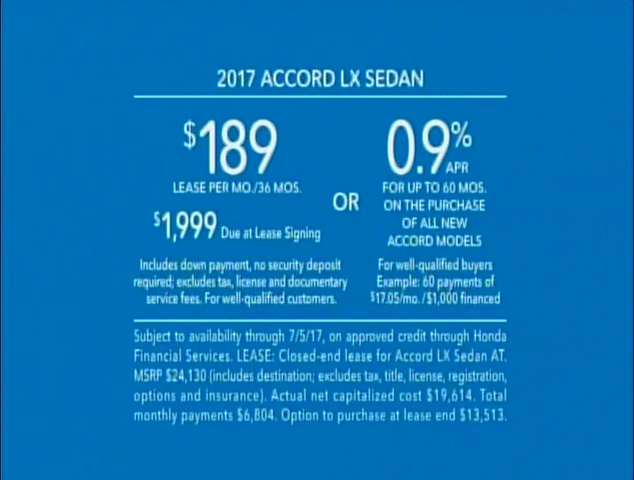 2017 ACCORD LX SEDAN
$189
LEASE PER MO./36 MOS.
$1,999 Due at Lease Signing
Includes down payment, no security deposit
required; excludes tax, license and documentary
service fees. For well-qualified customers.
OR
0.9% APR
FOR UP TO 60 MOS.
ON THE PURCHASE
OF ALL NEW
ACCORD MODELS
For well-qualified buyers
Example: 60 payments of
$17.05/mo./$1,000 financed
Subject to availability through 7/5/17, on approved credit through Honda
Financial Services. LEASE: Closed-end lease for Accord LX Sedan AT.
MSRP $24,130 (includes destination; excludes tax, title, license, registration,
options and insurance). Actual net capitalized cost $19,614. Total
monthly payments $6,804. Option to purchase at lease end $13,513.